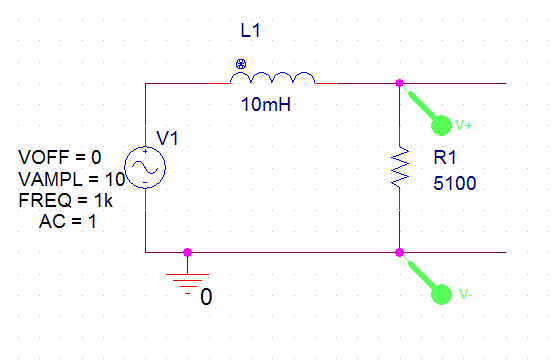 L1
10mH
V1
VOFF = 0
VAMPL = 10
FREQ = 1k
AC = 1
V+
R1
5100
V-
0